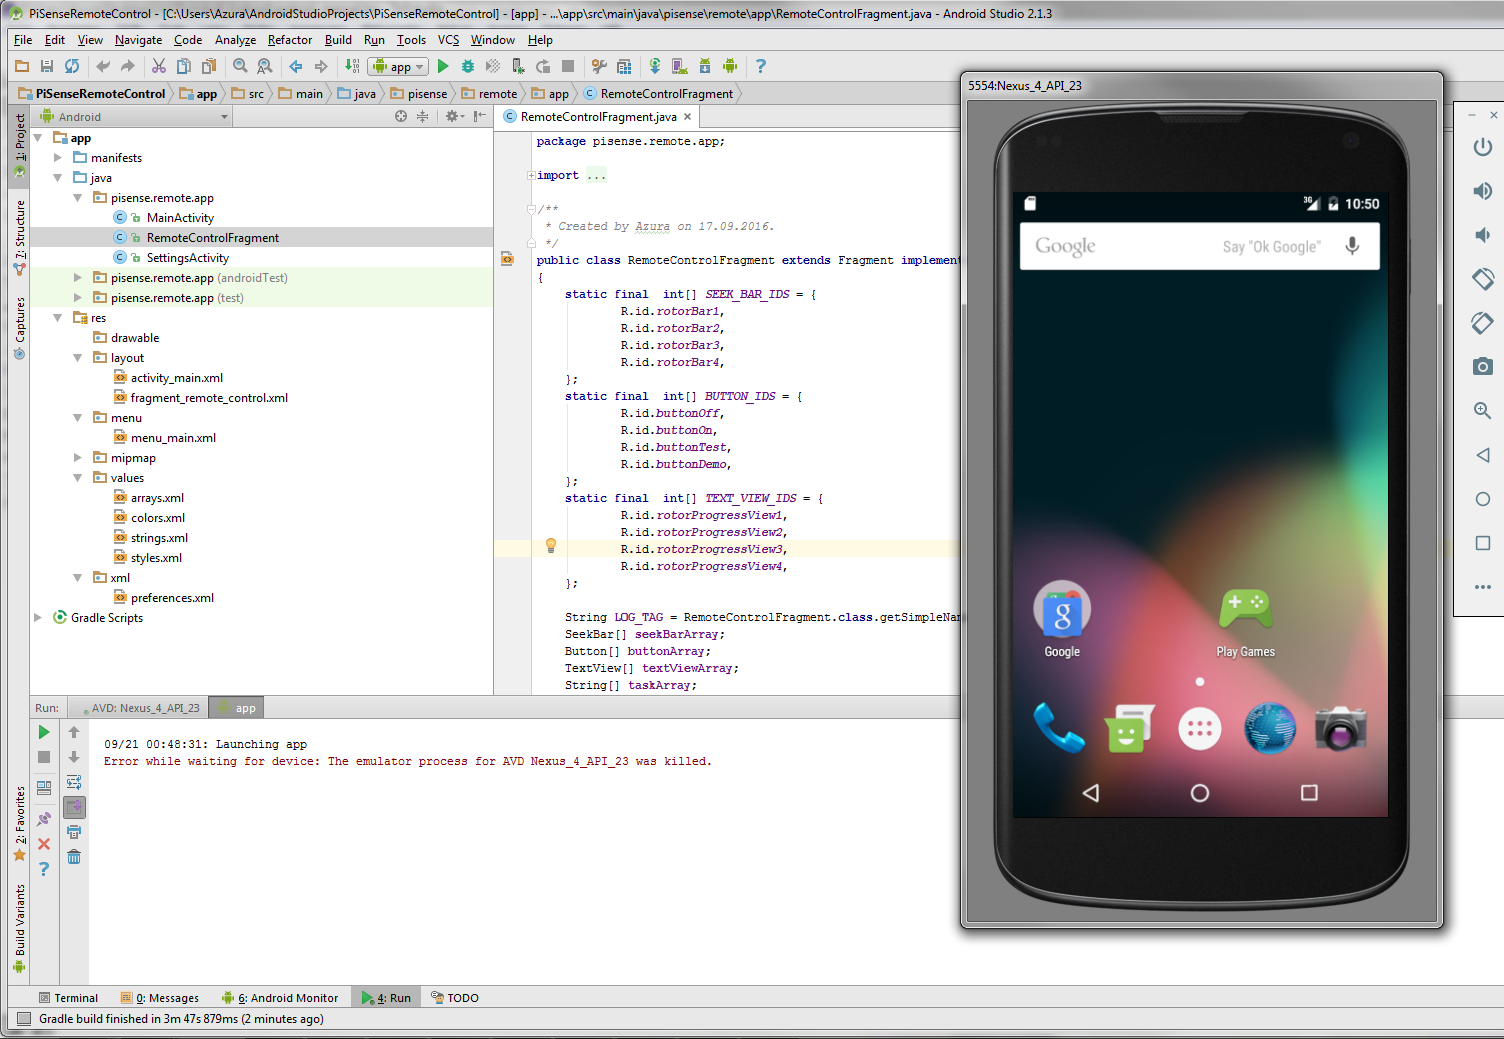 PiSenseRemoteControl - [C:\Users\Azura\AndroidStudioProjects\PiSenseRemoteControl] - [app] - ...\app\src\main\java\pisense\remote\app\RemoteControlFragment.java - Android Studio 2.1.3
File Edit View Navigate Code Analyze Refactor Build Run Tools VCS Window Help
app
PiSenseRemoteControl app src main java pisense remote app RemoteControlFragment
1: Project
7: Structure
Captures
2: Favorites
Build Variants
Android
app
manifests
java
pisense.remote.app
MainActivity
RemoteControlFragment
SettingsActivity
pisense.remote.app (androidTest)
pisense.remote.app (test)
res
drawable
layout
activity_main.xml
fragment_remote_control.xml
menu
menu_main.xml
mipmap
values
arrays.xml
colors.xml
strings.xml
styles.xml
xml
preferences.xml
Gradle Scripts
RemoteControlFragment.java
package pisense.remote.app;
import ...
/**
* Created by Azura on 17.09.2016.
*/
public class RemoteControlFragment extends Fragment implement
{
static final int[] SEEK_BAR_IDS = {
R.id.rotorBar1,
R.id.rotorBar2,
R.id.rotorBar3,
R.id.rotorBar4,
};
static final int[] BUTTON_IDS = {
R.id.buttonOff,
R.id.buttonOn,
R.id.buttonTest,
R.id.buttonDemo,
};
static final int[] TEXT_VIEW_IDS = {
R.id.rotorProgressView1,
R.id.rotorProgressView2,
R.id.rotorProgressView3,
R.id.rotorProgressView4,
};
String LOG_TAG = RemoteControlFragment.class.getSimpleNam
SeekBar[] seekBarArray;
Button[] buttonArray;
TextView[] textViewArray;
String[] taskArray;
5554:Nexus_4_API_23
3G 10:50
Google Say "Ok Google"
g
Google Play Games
Run: AVD: Nexus_4_API_23 app
09/21 00:48:31: Launching app
Error while waiting for device: The emulator process for AVD Nexus_4_API_23 was killed.
Terminal 0: Messages 6: Android Monitor 4: Run TODO
Gradle build finished in 3m 47s 879ms (2 minutes ago)